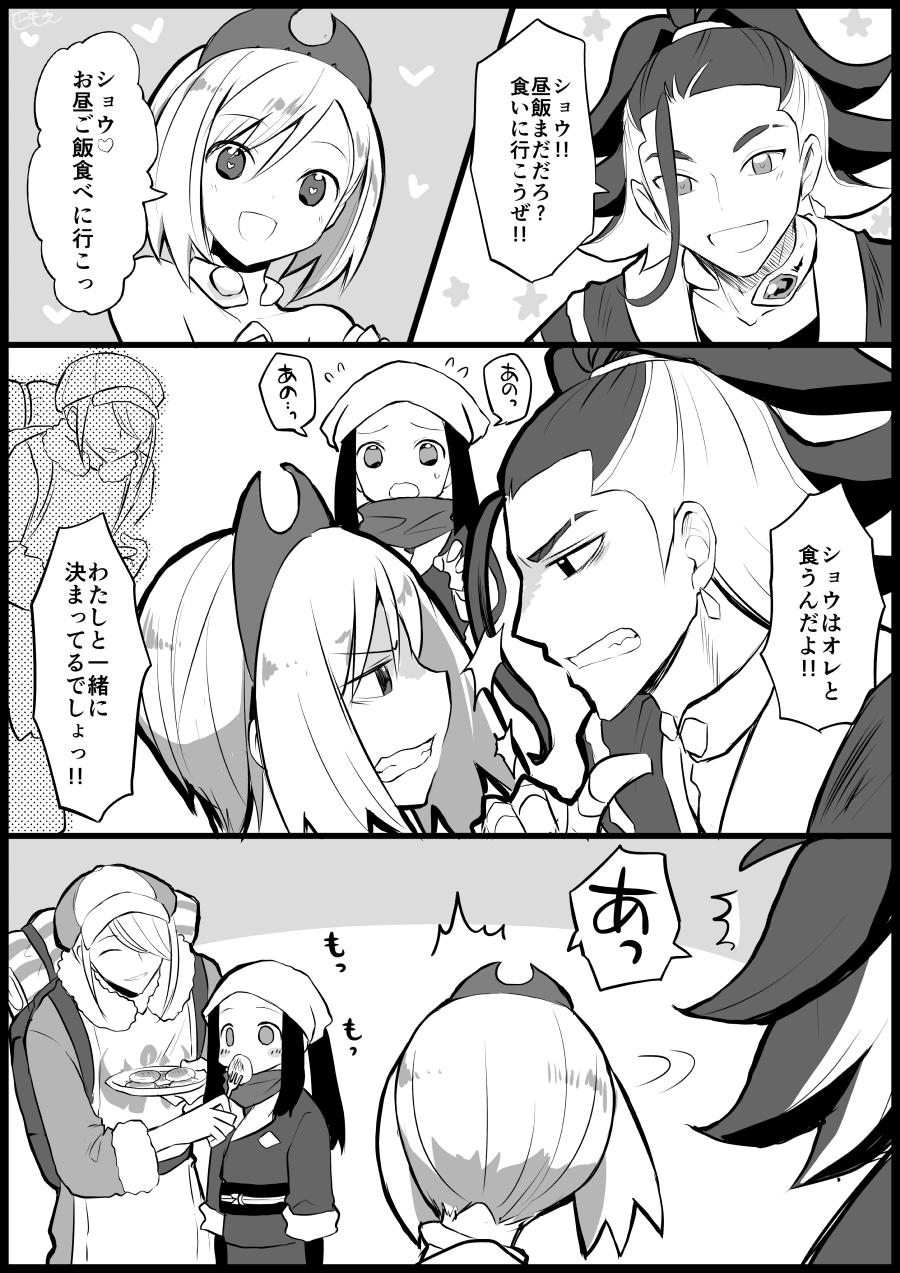 ショウ!!
昼飯まだだろ?
食いに行こうぜ!!
ショウ♡
お昼ご飯食べに行こっ
あのっ
あの…っ
ショウはオレと
食うんだよ!!
わたしと一緒に
決まってるでしょっ!!
あっ
もっ
もっ